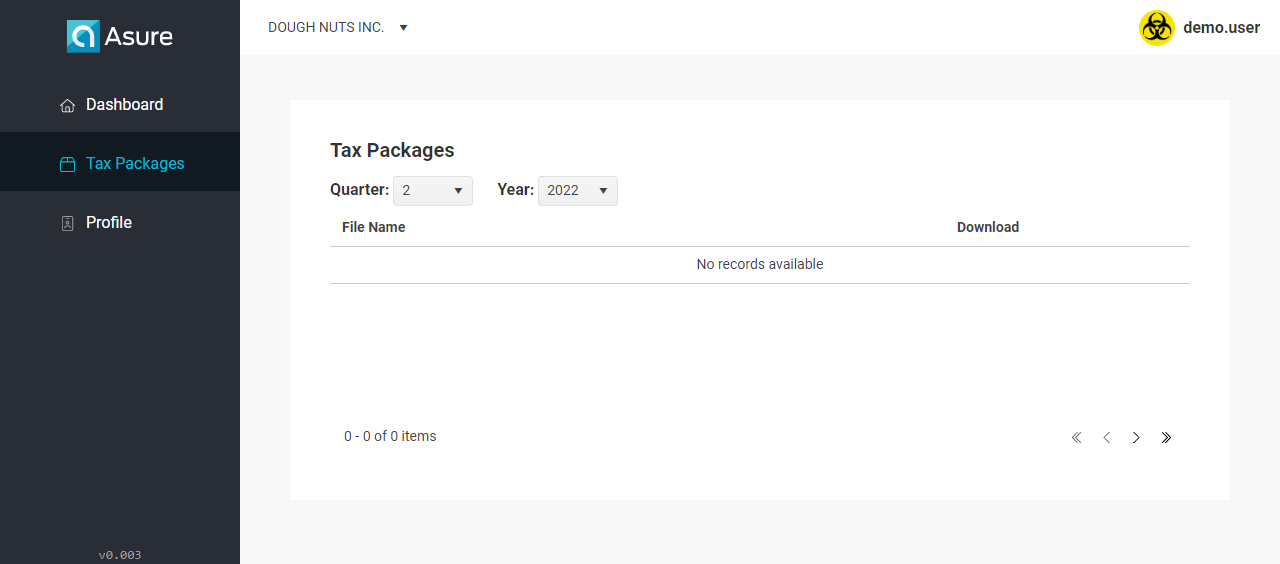 Asure
DOUGH NUTS INC.
demo.user
Dashboard
Tax Packages
Profile
v0.003
Tax Packages
Quarter: 2 Year: 2022
File Name Download
No records available
0 - 0 of 0 items